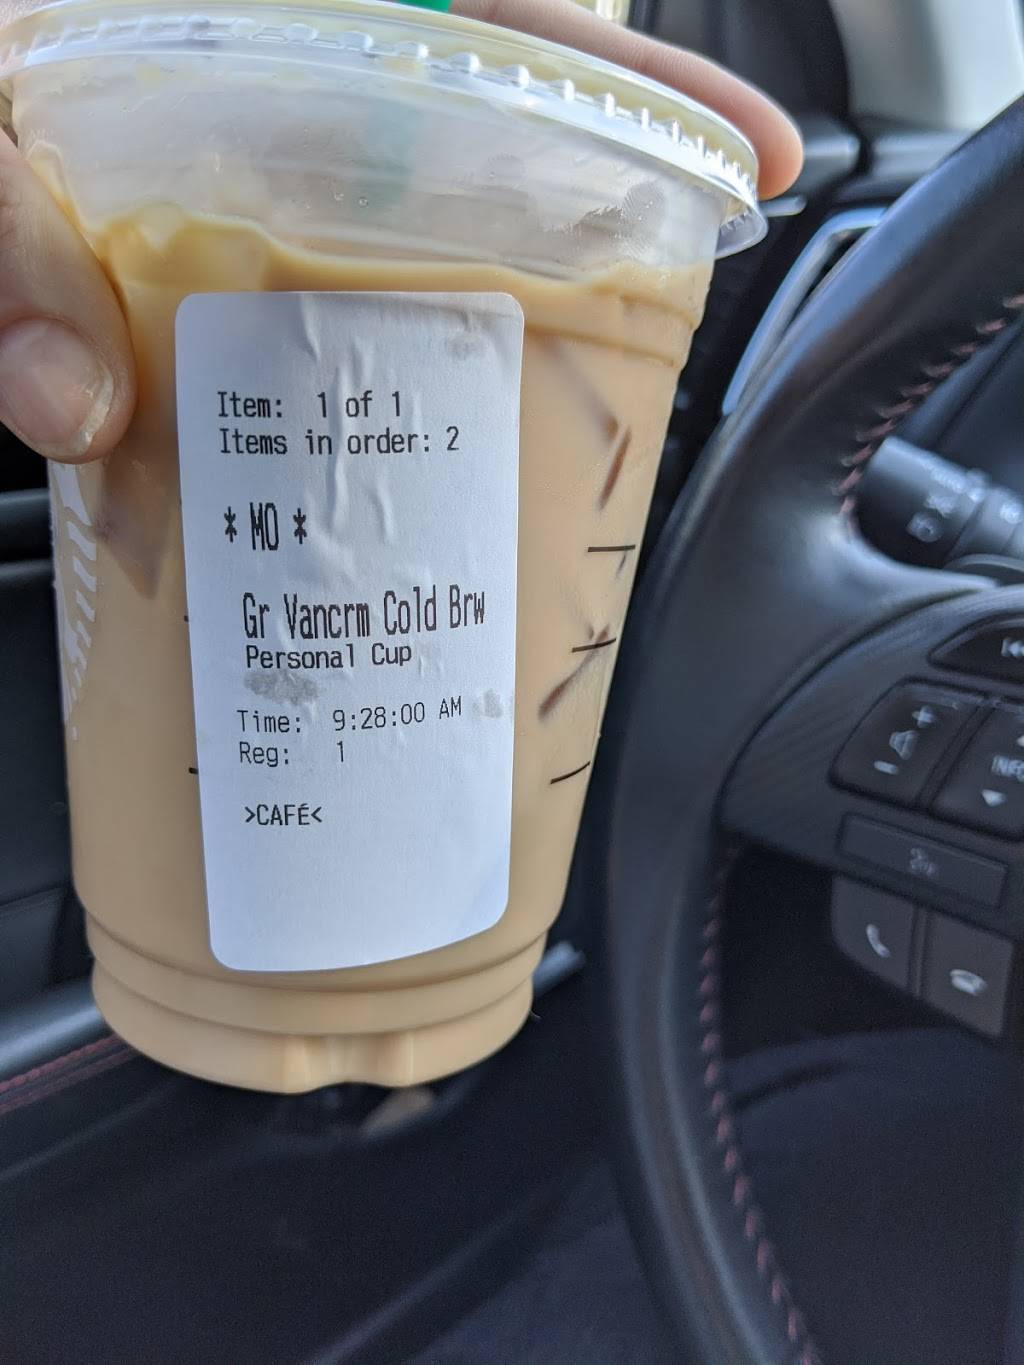 Item: 1 of 1
Items in order: 2
* MO *
Gr Vancrm Cold Brw
Personal Cup
Time: 9:28:00 AM
Reg: 1
>CAFÉ<
INFO